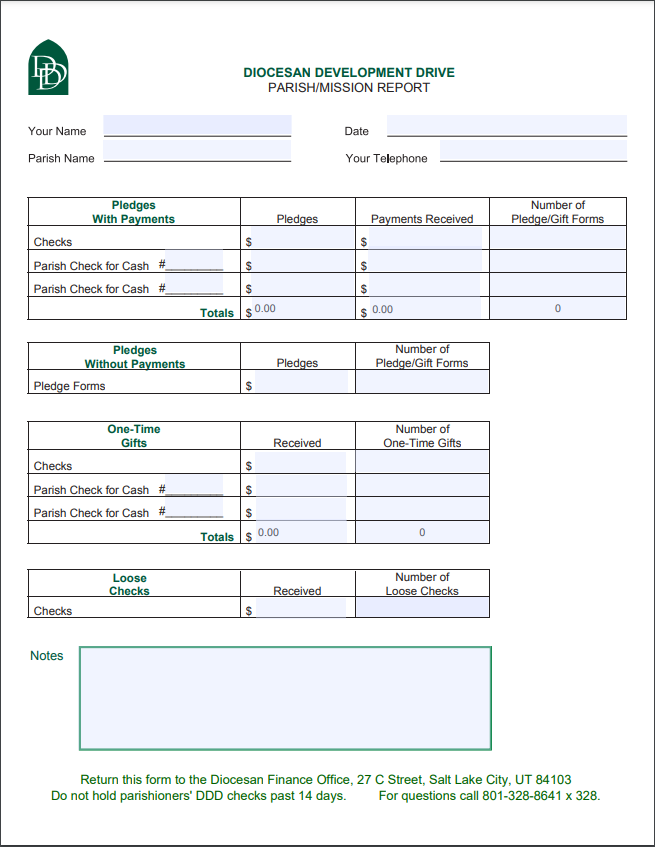 DDD
DIOCESAN DEVELOPMENT DRIVE
PARISH/MISSION REPORT
Your Name Date
Parish Name Your Telephone
Pledges With Payments Pledges Payments Received Number of Pledge/Gift Forms
Checks $ $
Parish Check for Cash #_________ $ $
Parish Check for Cash #_________ $ $
Totals $ 0.00 $ 0.00 0
Pledges Without Payments Pledges Number of Pledge/Gift Forms
Pledge Forms $
One-Time Gifts Received Number of One-Time Gifts
Checks $
Parish Check for Cash #_________ $
Parish Check for Cash #_________ $
Totals $ 0.00 0
Loose Checks Received Number of Loose Checks
Checks $
Notes
Return this form to the Diocesan Finance Office, 27 C Street, Salt Lake City, UT 84103
Do not hold parishioners' DDD checks past 14 days. For questions call 801-328-8641 x 328.